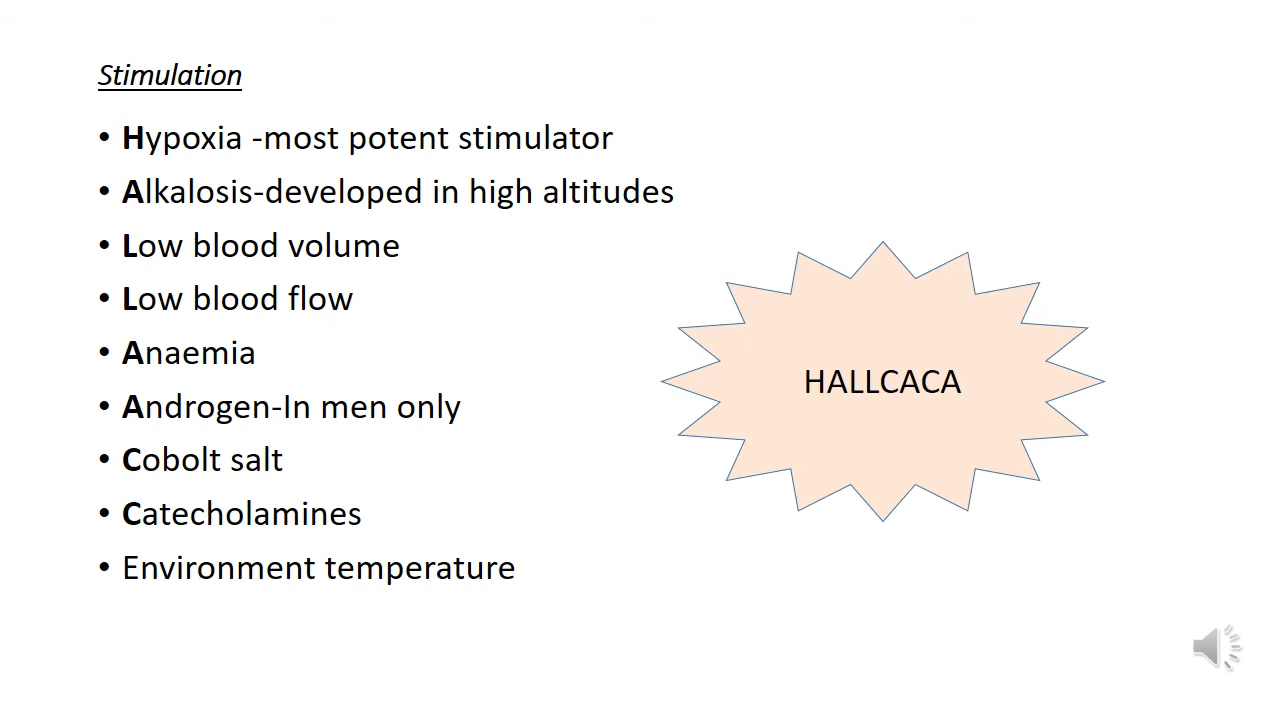 Stimulation
• Hypoxia -most potent stimulator
• Alkalosis-developed in high altitudes
• Low blood volume
• Low blood flow
• Anaemia
• Androgen-In men only
• Cobolt salt
• Catecholamines
• Environment temperature
HALLCACA